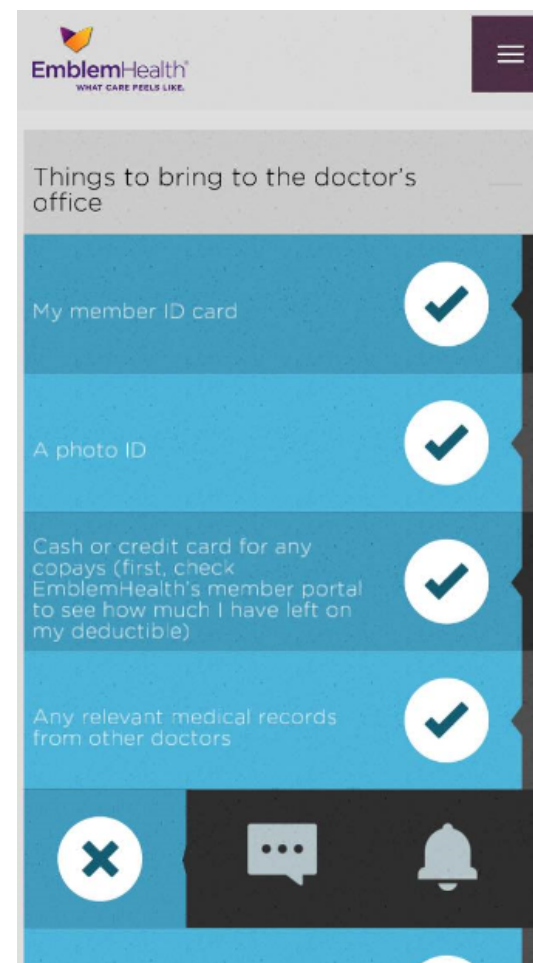 EmblemHealth®
WHAT CARE FEELS LIKE.
Things to bring to the doctor's
office
My member ID card
A photo ID
Cash or credit card for any
copays (first, check
EmblemHealth's member portal
to see how much I have left on
my deductible)
Any relevant medical records
from other doctors